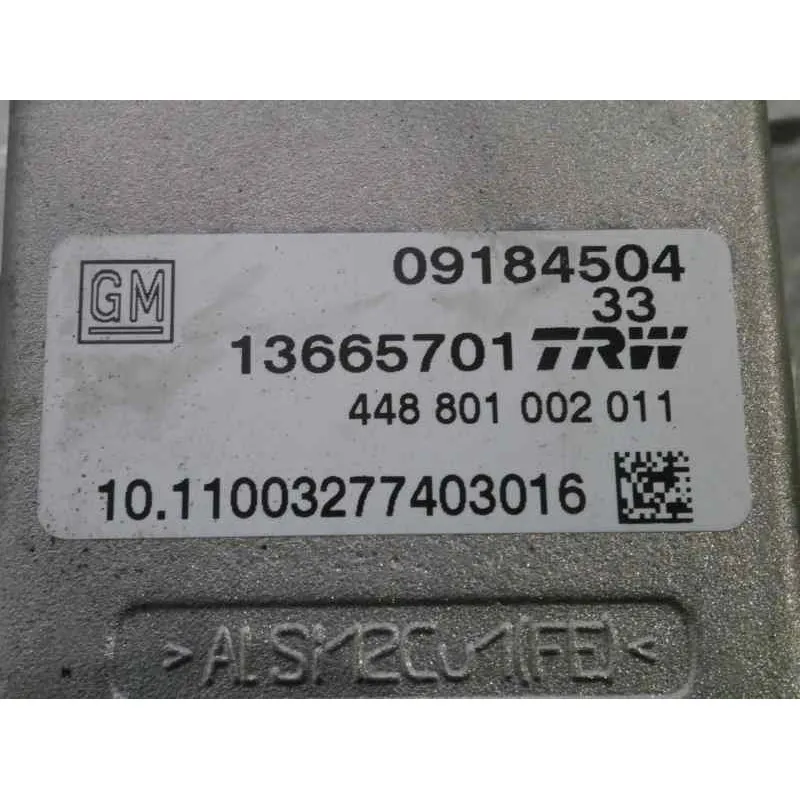 GM
09184504
33
13665701 TRW
448 801 002 011
10.11003277403016
>ALSi12Cu1(FE)<